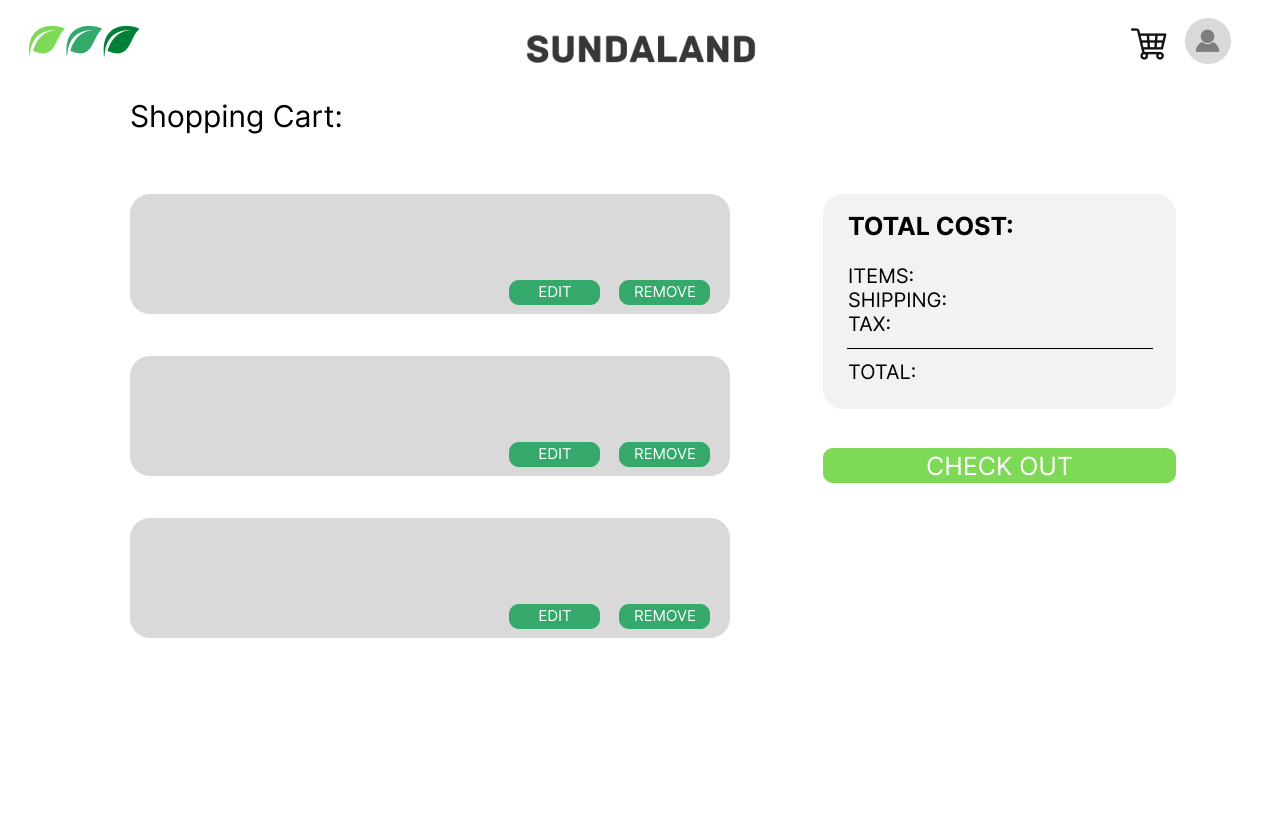 SUNDALAND
Shopping Cart:
EDIT REMOVE
EDIT REMOVE
EDIT REMOVE
TOTAL COST:
ITEMS:
SHIPPING:
TAX:
TOTAL:
CHECK OUT